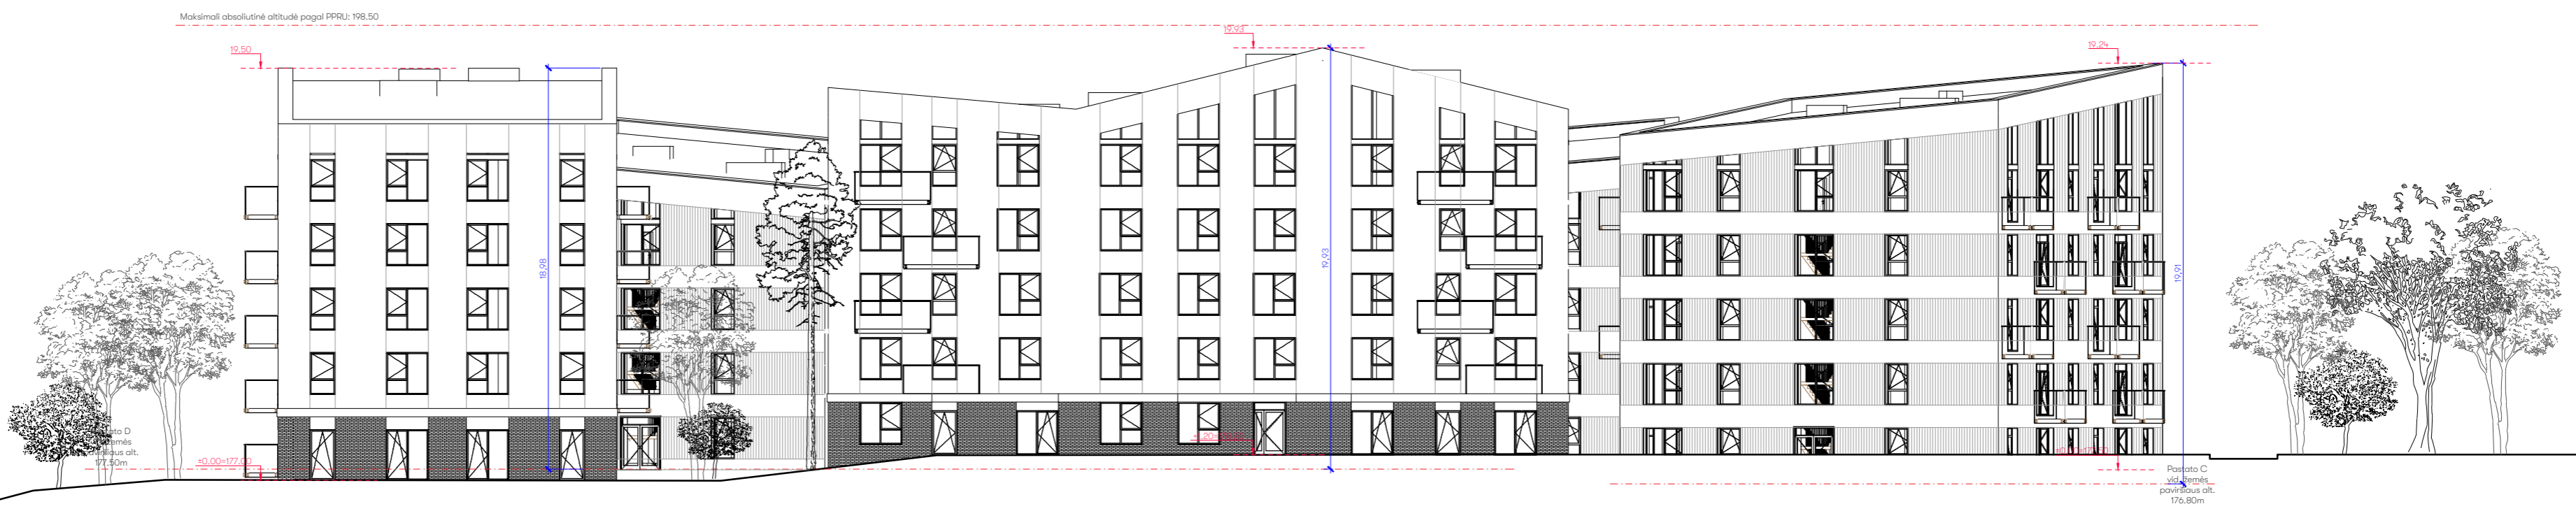 Maksimali absoliutinė altitudė pagal PPRU: 198.50
19.50
19.93
19.24
18,98
19,93
19,91
±0.00=177.00
177.50m
Pastato C
vid. žemės
paviršiaus alt.
176.80m